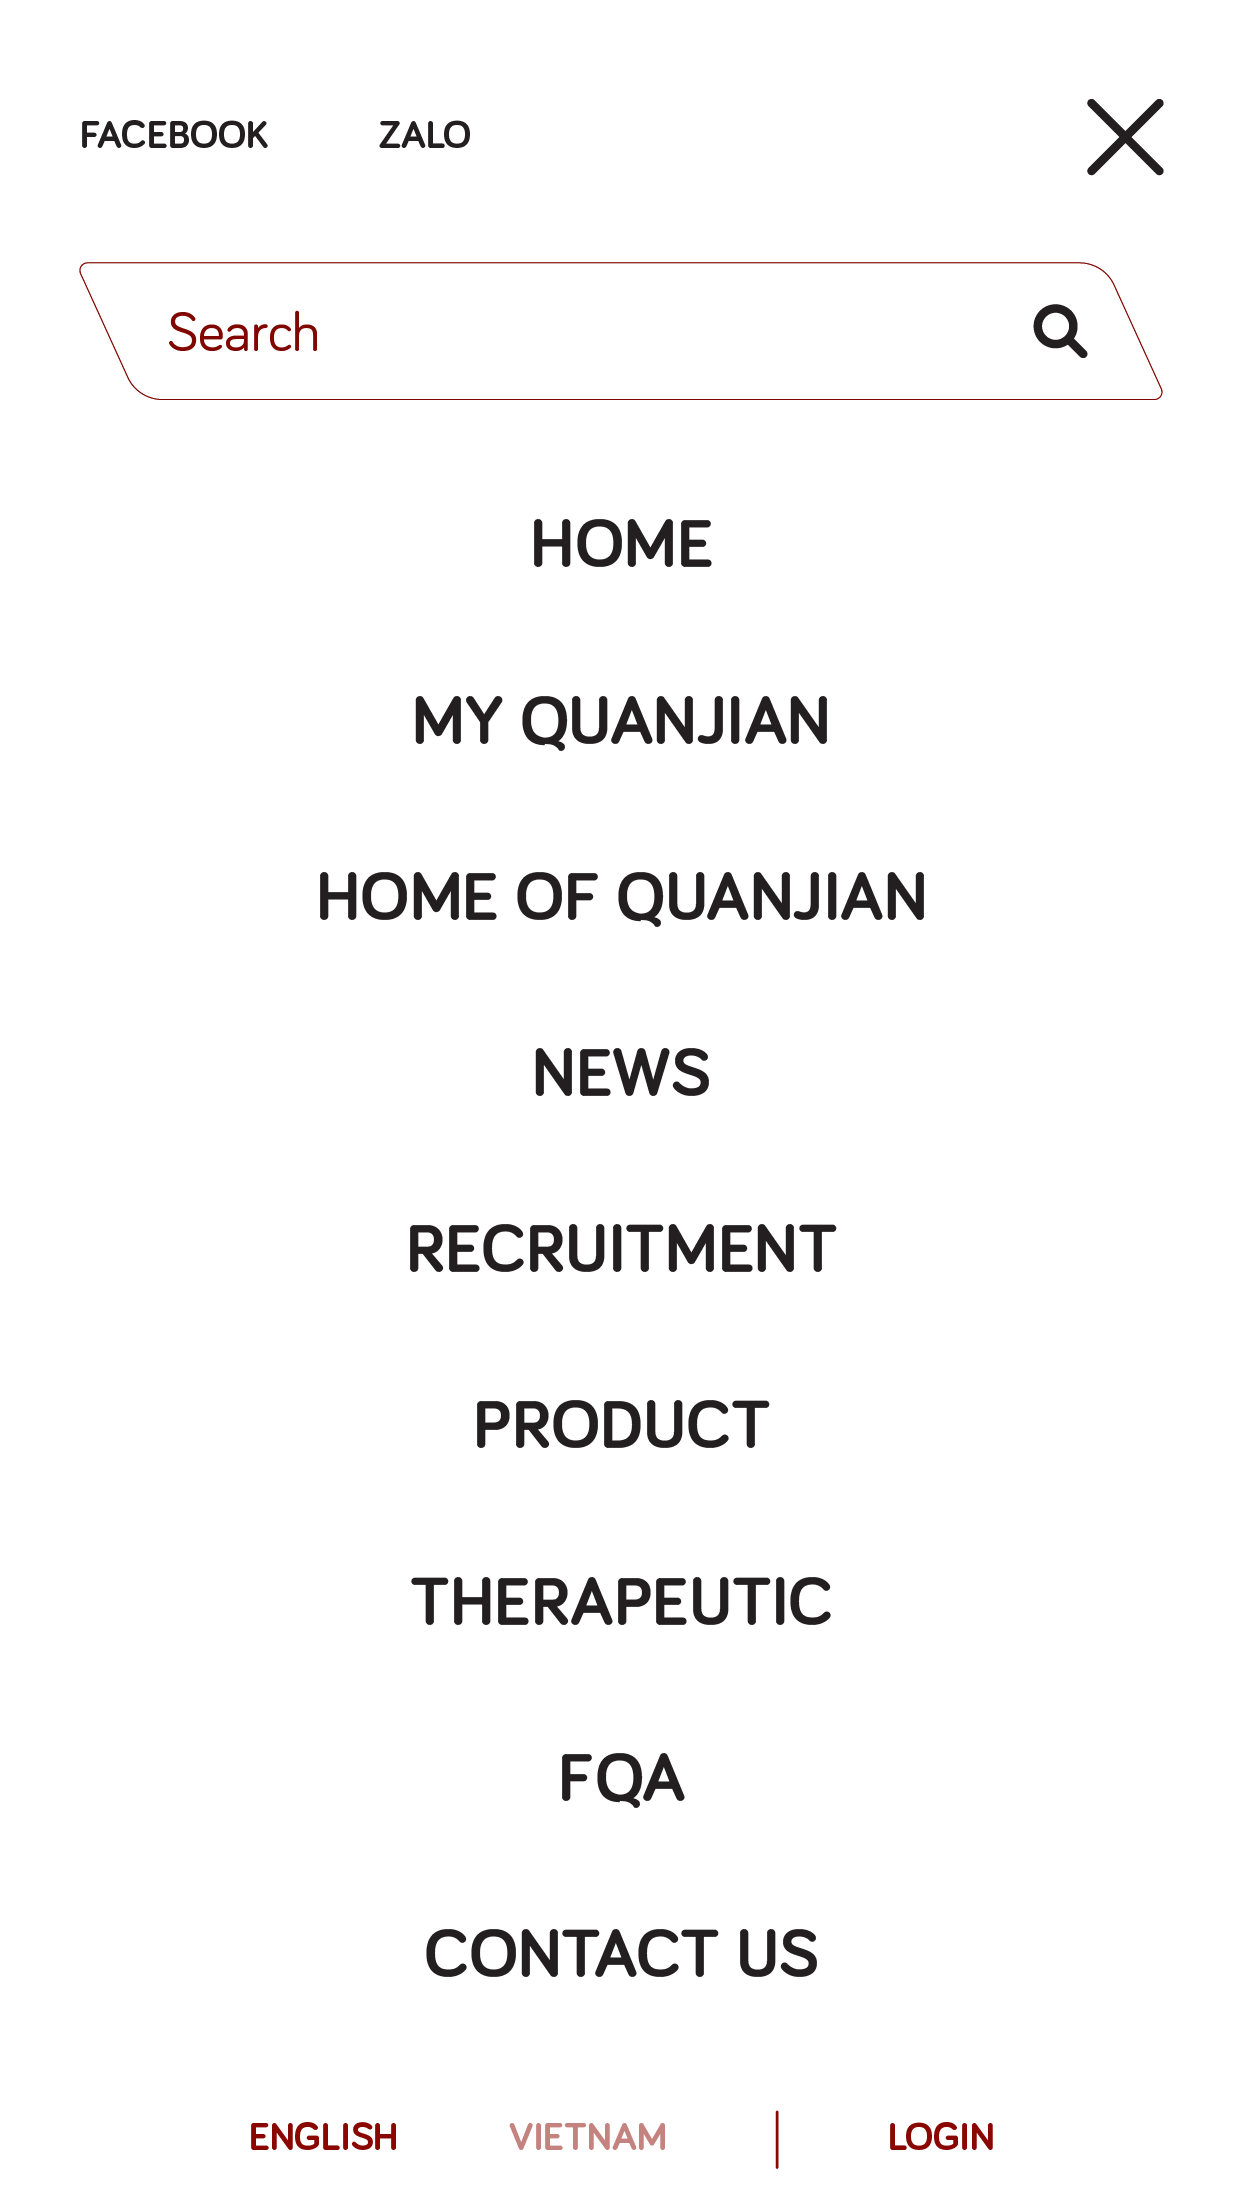 FACEBOOK ZALO
Search
HOME
MY QUANJIAN
HOME OF QUANJIAN
NEWS
RECRUITMENT
PRODUCT
THERAPEUTIC
FQA
CONTACT US
ENGLISH VIETNAM LOGIN